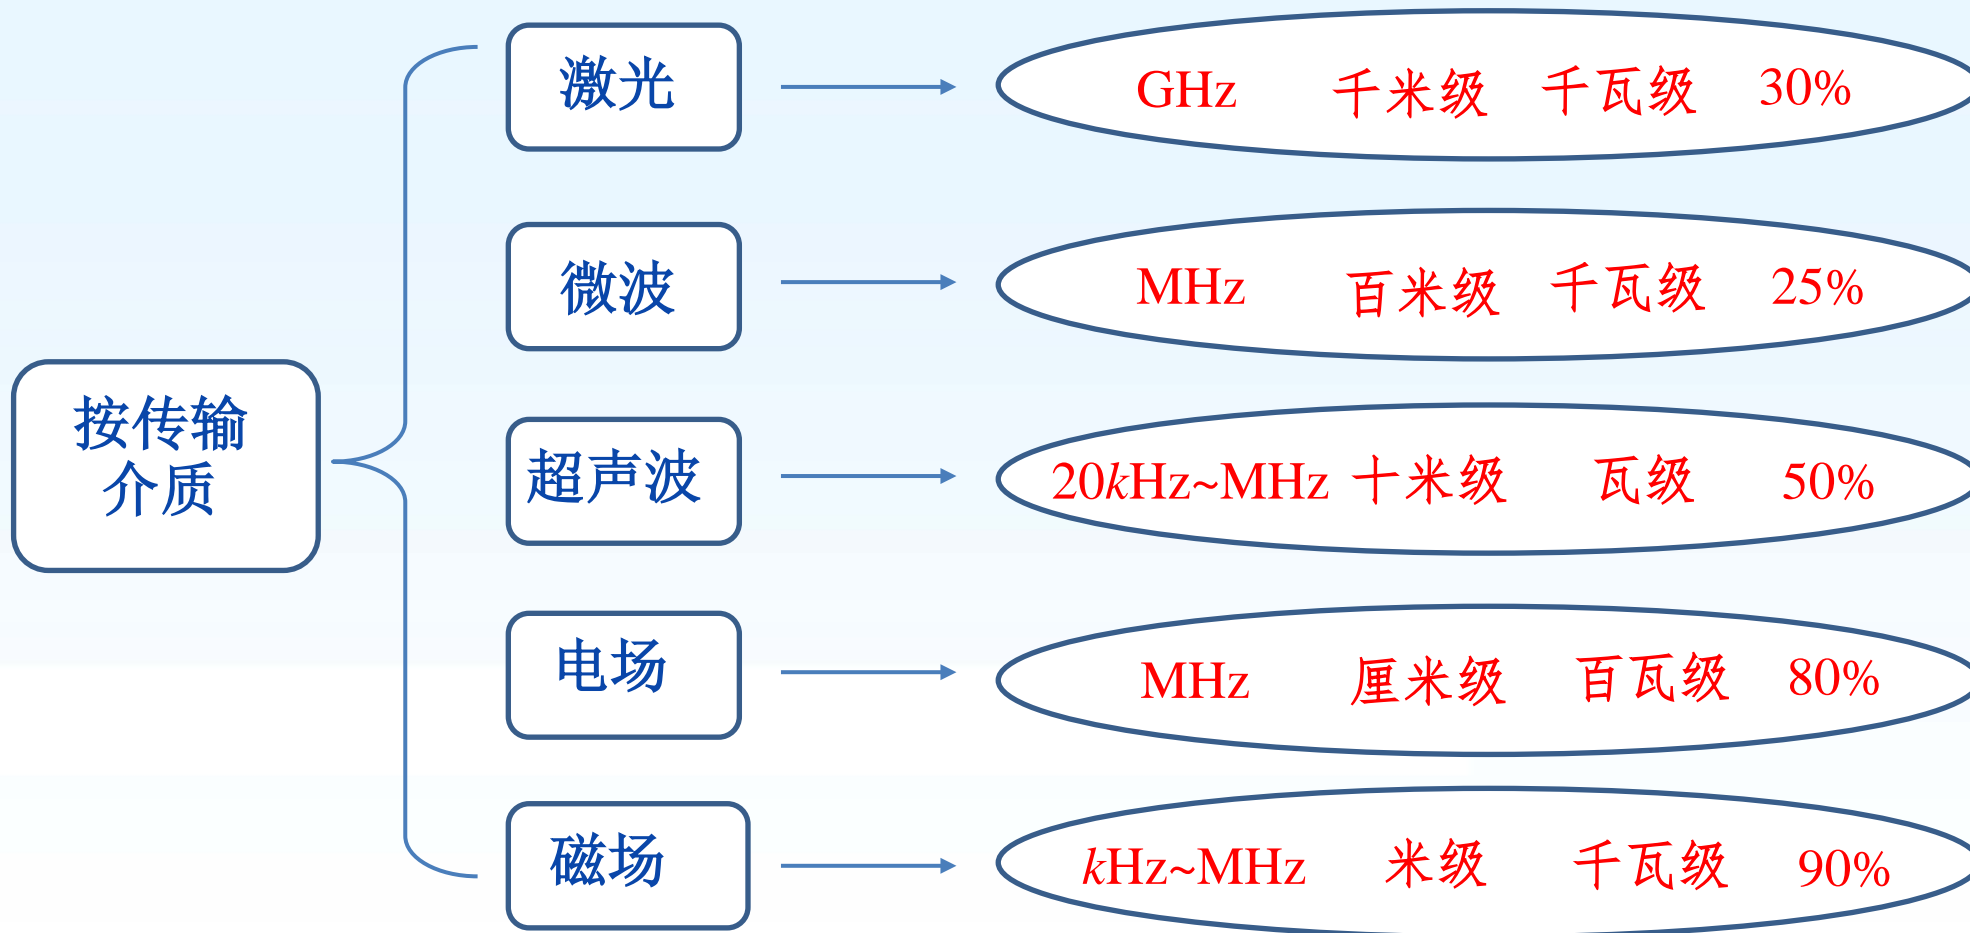 按传输
介质
激光
GHz 千米级 千瓦级 30%
微波
MHz 百米级 千瓦级 25%
超声波
20kHz~MHz 十米级 瓦级 50%
电场
MHz 厘米级 百瓦级 80%
磁场
kHz~MHz 米级 千瓦级 90%